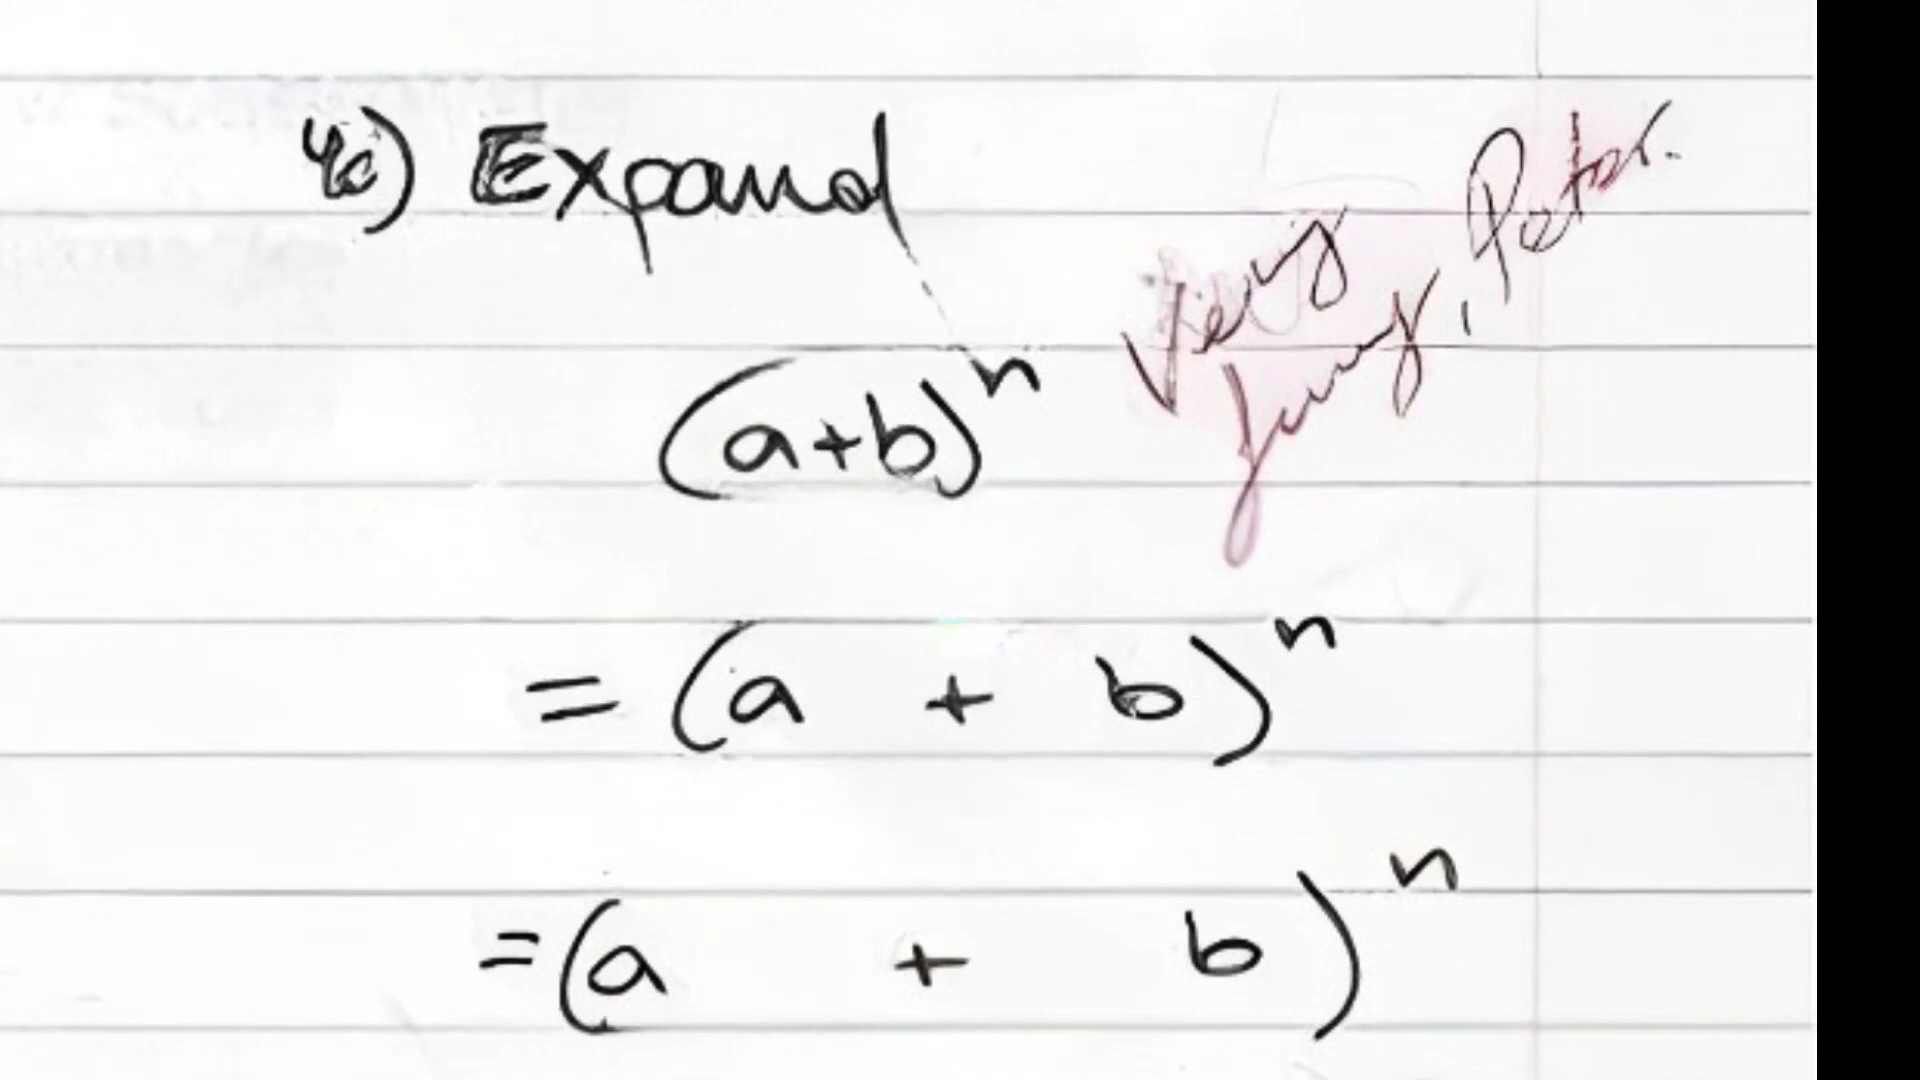 4c) Expand
(a+b)^n
= (a + b)^n
= (a + b)^n
Very
funny, Peter.